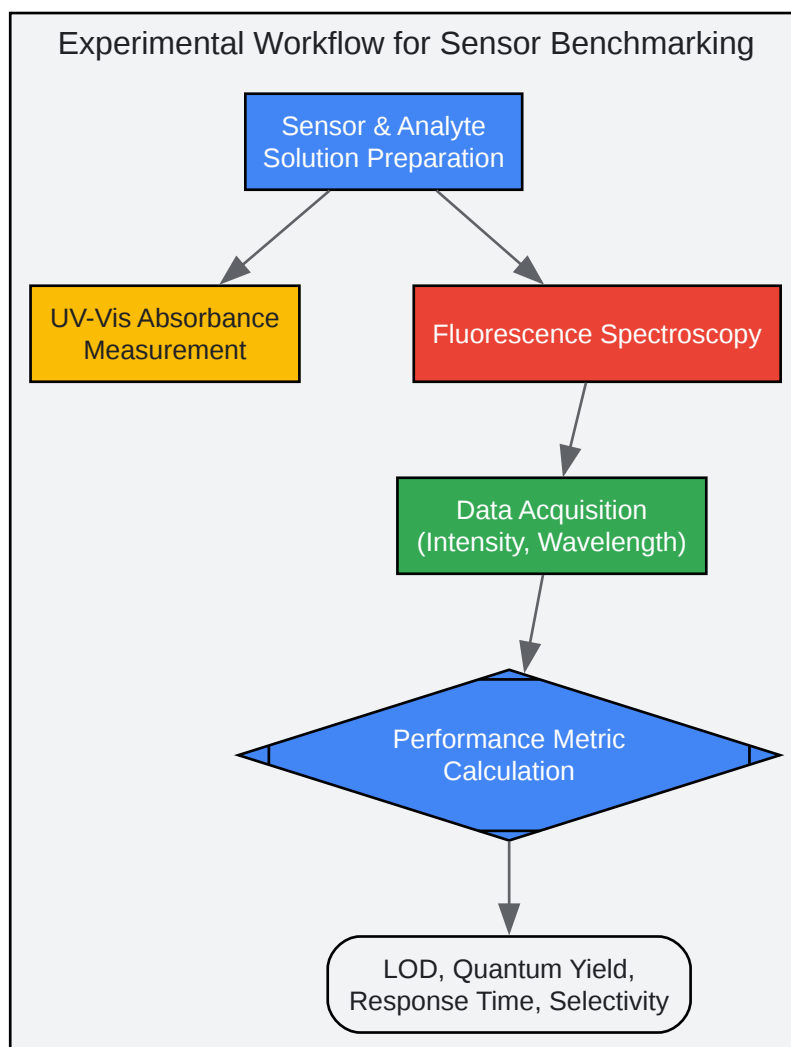 Experimental Workflow for Sensor Benchmarking
Sensor & Analyte
Solution Preparation
UV-Vis Absorbance
Measurement
Fluorescence Spectroscopy
Data Acquisition
(Intensity, Wavelength)
Performance Metric
Calculation
LOD, Quantum Yield,
Response Time, Selectivity